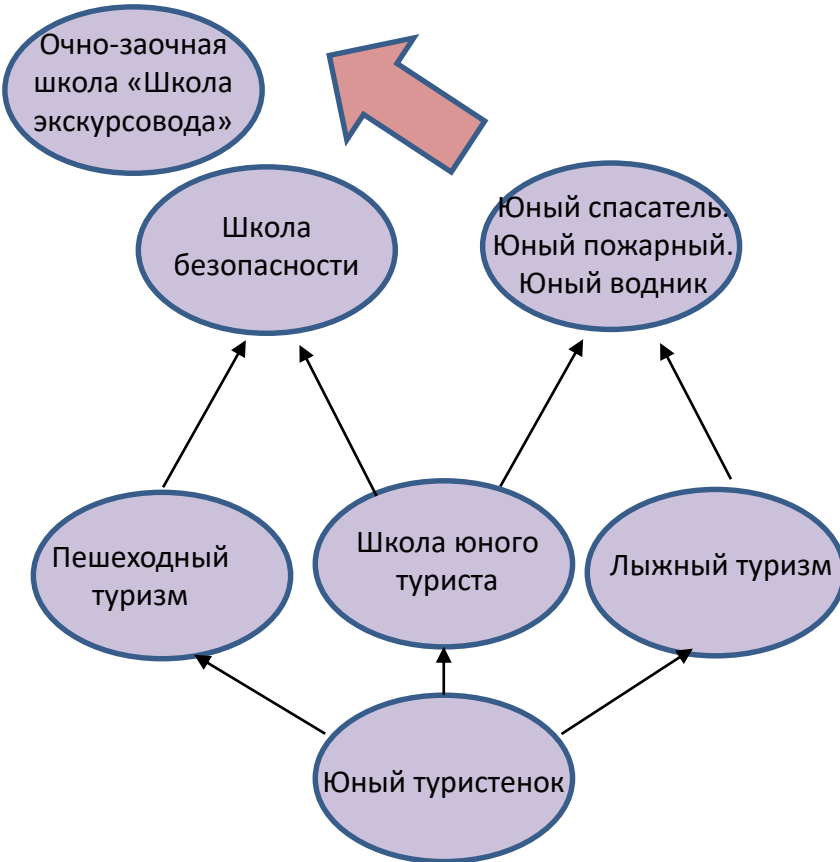 Очно-заочная
школа «Школа
экскурсовода»
Школа
безопасности
Юный спасатель.
Юный пожарный.
Юный водник
Пешеходный
туризм
Школа юного
туриста
Лыжный туризм
Юный туристенок